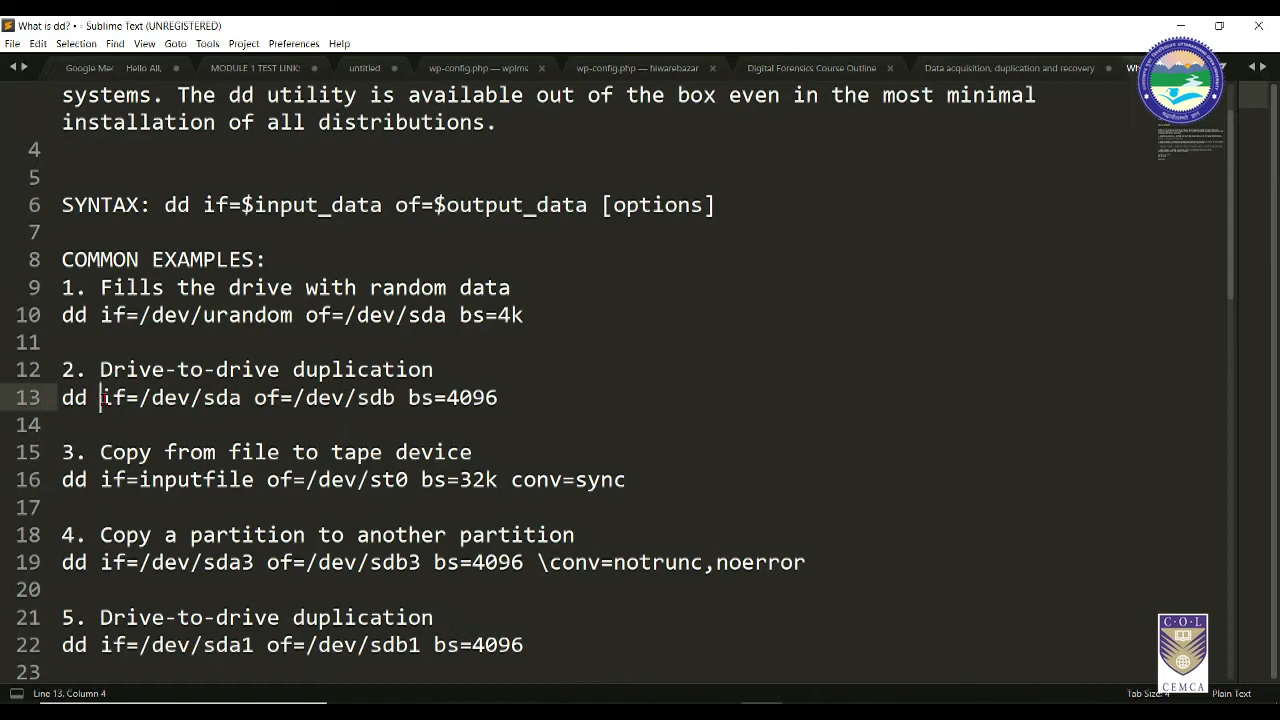 What is dd? • - Sublime Text (UNREGISTERED)
File Edit Selection Find View Goto Tools Project Preferences Help
Google Mee Hello All, MODULE 1 TEST LINK: untitled wp-config.php — wplms wp-config.php — hiwarebazar Digital Forensics Course Outline Data acquisition, duplication and recovery
systems. The dd utility is available out of the box even in the most minimal
installation of all distributions.
4
5
6 SYNTAX: dd if=$input_data of=$output_data [options]
7
8 COMMON EXAMPLES:
9 1. Fills the drive with random data
10 dd if=/dev/urandom of=/dev/sda bs=4k
11
12 2. Drive-to-drive duplication
13 dd if=/dev/sda of=/dev/sdb bs=4096
14
15 3. Copy from file to tape device
16 dd if=inputfile of=/dev/st0 bs=32k conv=sync
17
18 4. Copy a partition to another partition
19 dd if=/dev/sda3 of=/dev/sdb3 bs=4096 \conv=notrunc,noerror
20
21 5. Drive-to-drive duplication
22 dd if=/dev/sda1 of=/dev/sdb1 bs=4096
23
C·O·L
CEMCA
Line 13, Column 4 Tab Size: 4 Plain Text